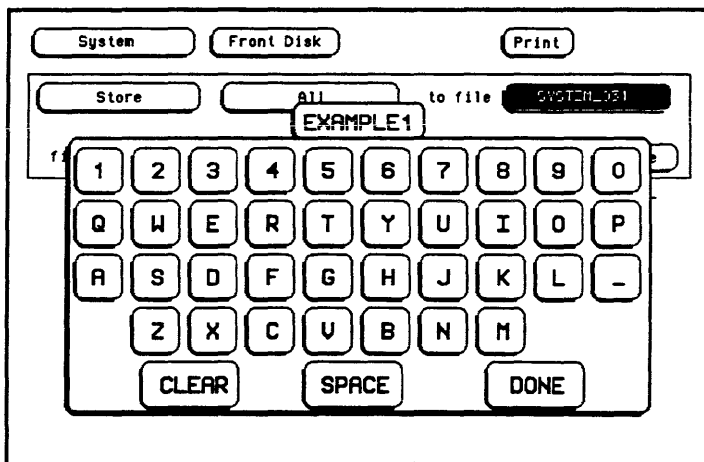 System Front Disk Print
Store All to file SYSTEM_031
EXAMPLE1
1 2 3 4 5 6 7 8 9 0
Q W E R T Y U I O P
A S D F G H J K L _
Z X C V B N M
CLEAR SPACE DONE